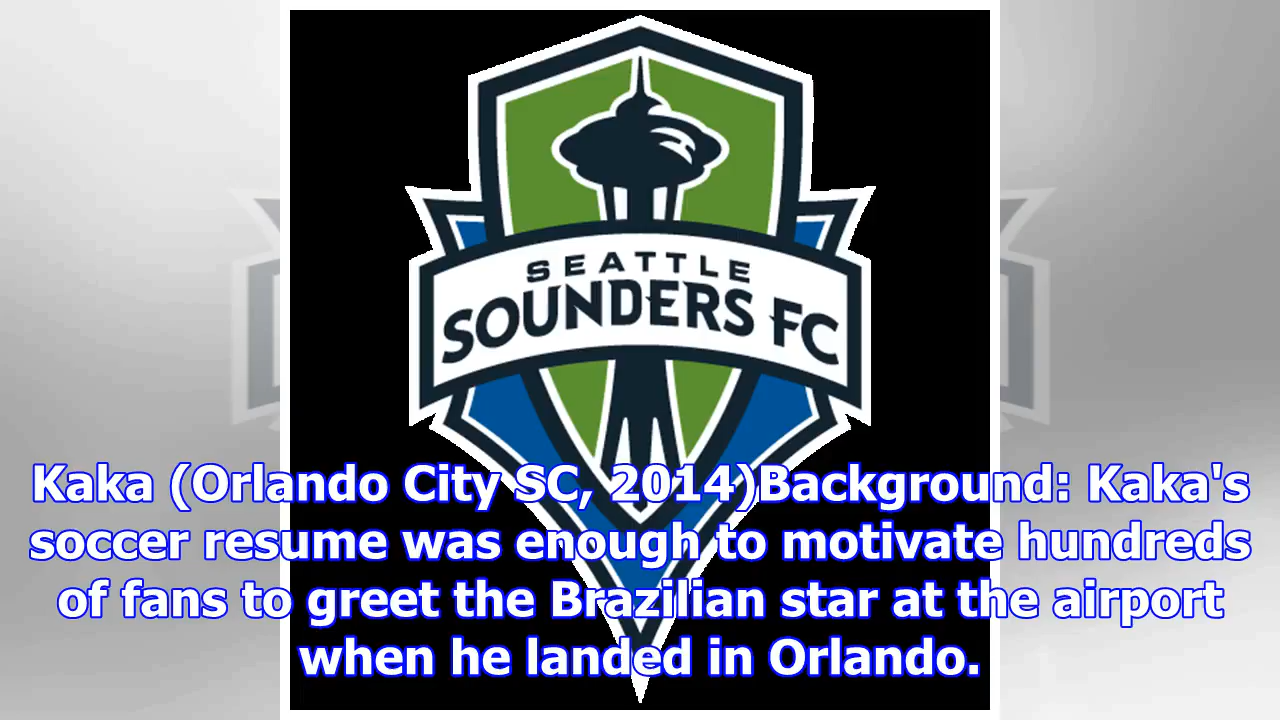 SEATTLE
SOUNDERS FC
Kaka (Orlando City SC, 2014)Background: Kaka's
soccer resume was enough to motivate hundreds
of fans to greet the Brazilian star at the airport
when he landed in Orlando.